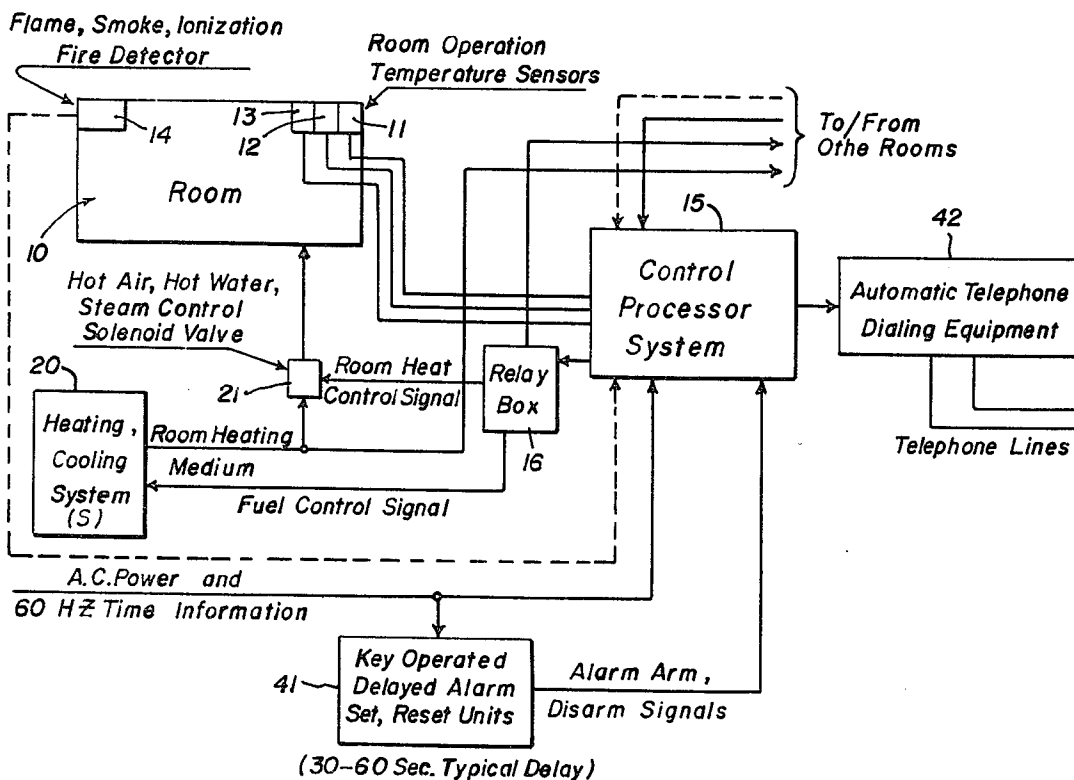 Flame, Smoke, Ionization
Fire Detector
Room Operation
Temperature Sensors
14
13
12
11
Room
10
To/From
Othe Rooms
15
Control
Processor
System
42
Automatic Telephone
Dialing Equipment
Telephone Lines
Hot Air, Hot Water,
Steam Control
Solenoid Valve
21
Room Heat
Control Signal
Relay
Box
16
20
Heating,
Cooling
System
(S)
Room Heating
Medium
Fuel Control Signal
A.C. Power and
60 HZ Time Information
41
Key Operated
Delayed Alarm
Set, Reset Units
Alarm Arm,
Disarm Signals
(30-60 Sec. Typical Delay)